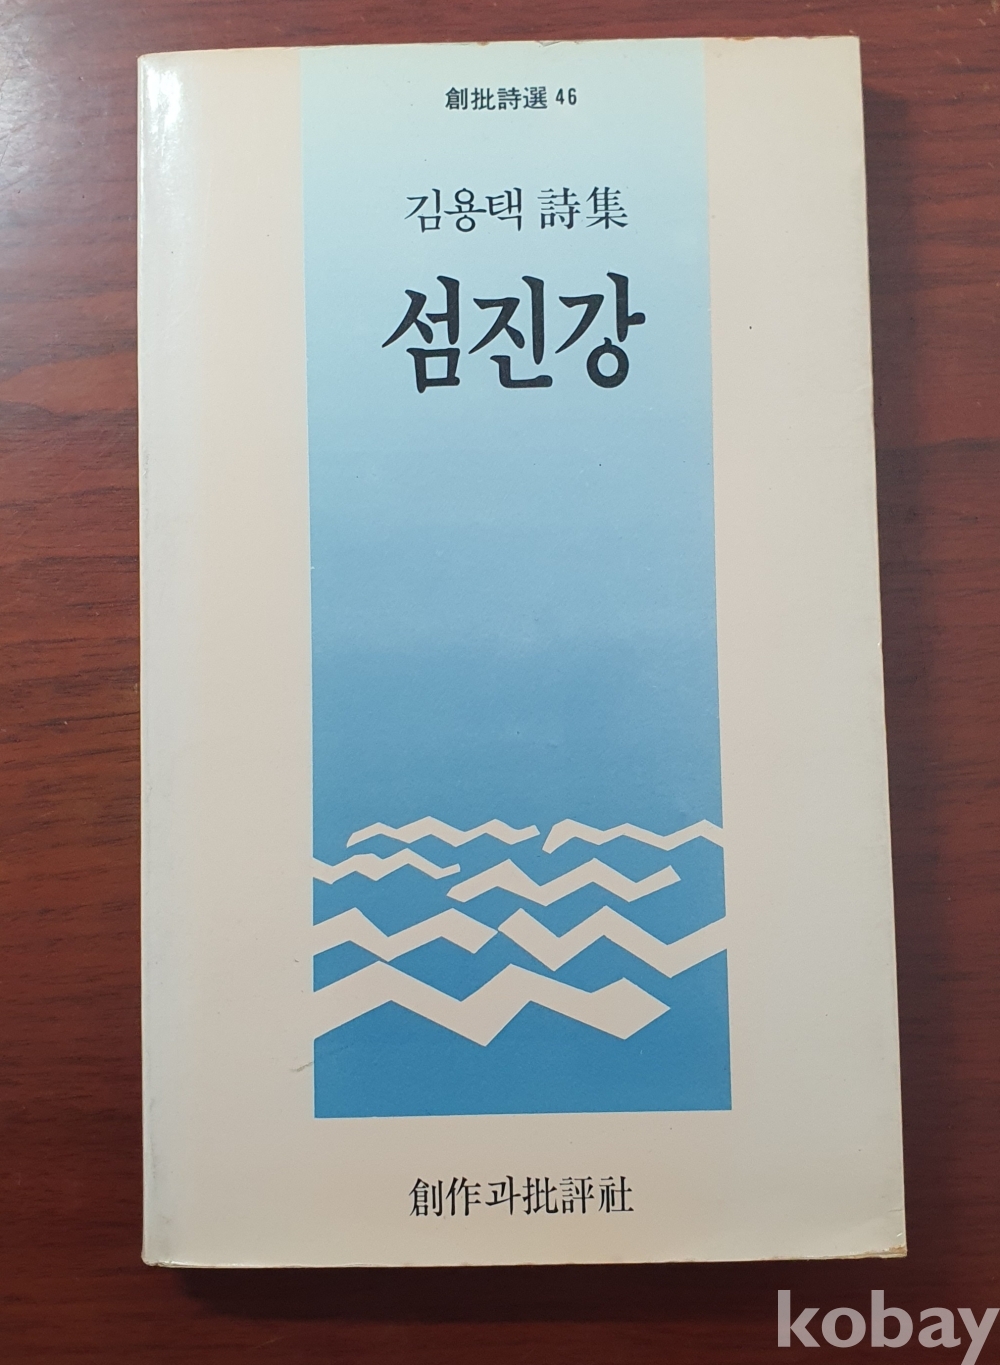 創批詩選 46
김용택 詩集
섬진강
創作과批評社
kobay